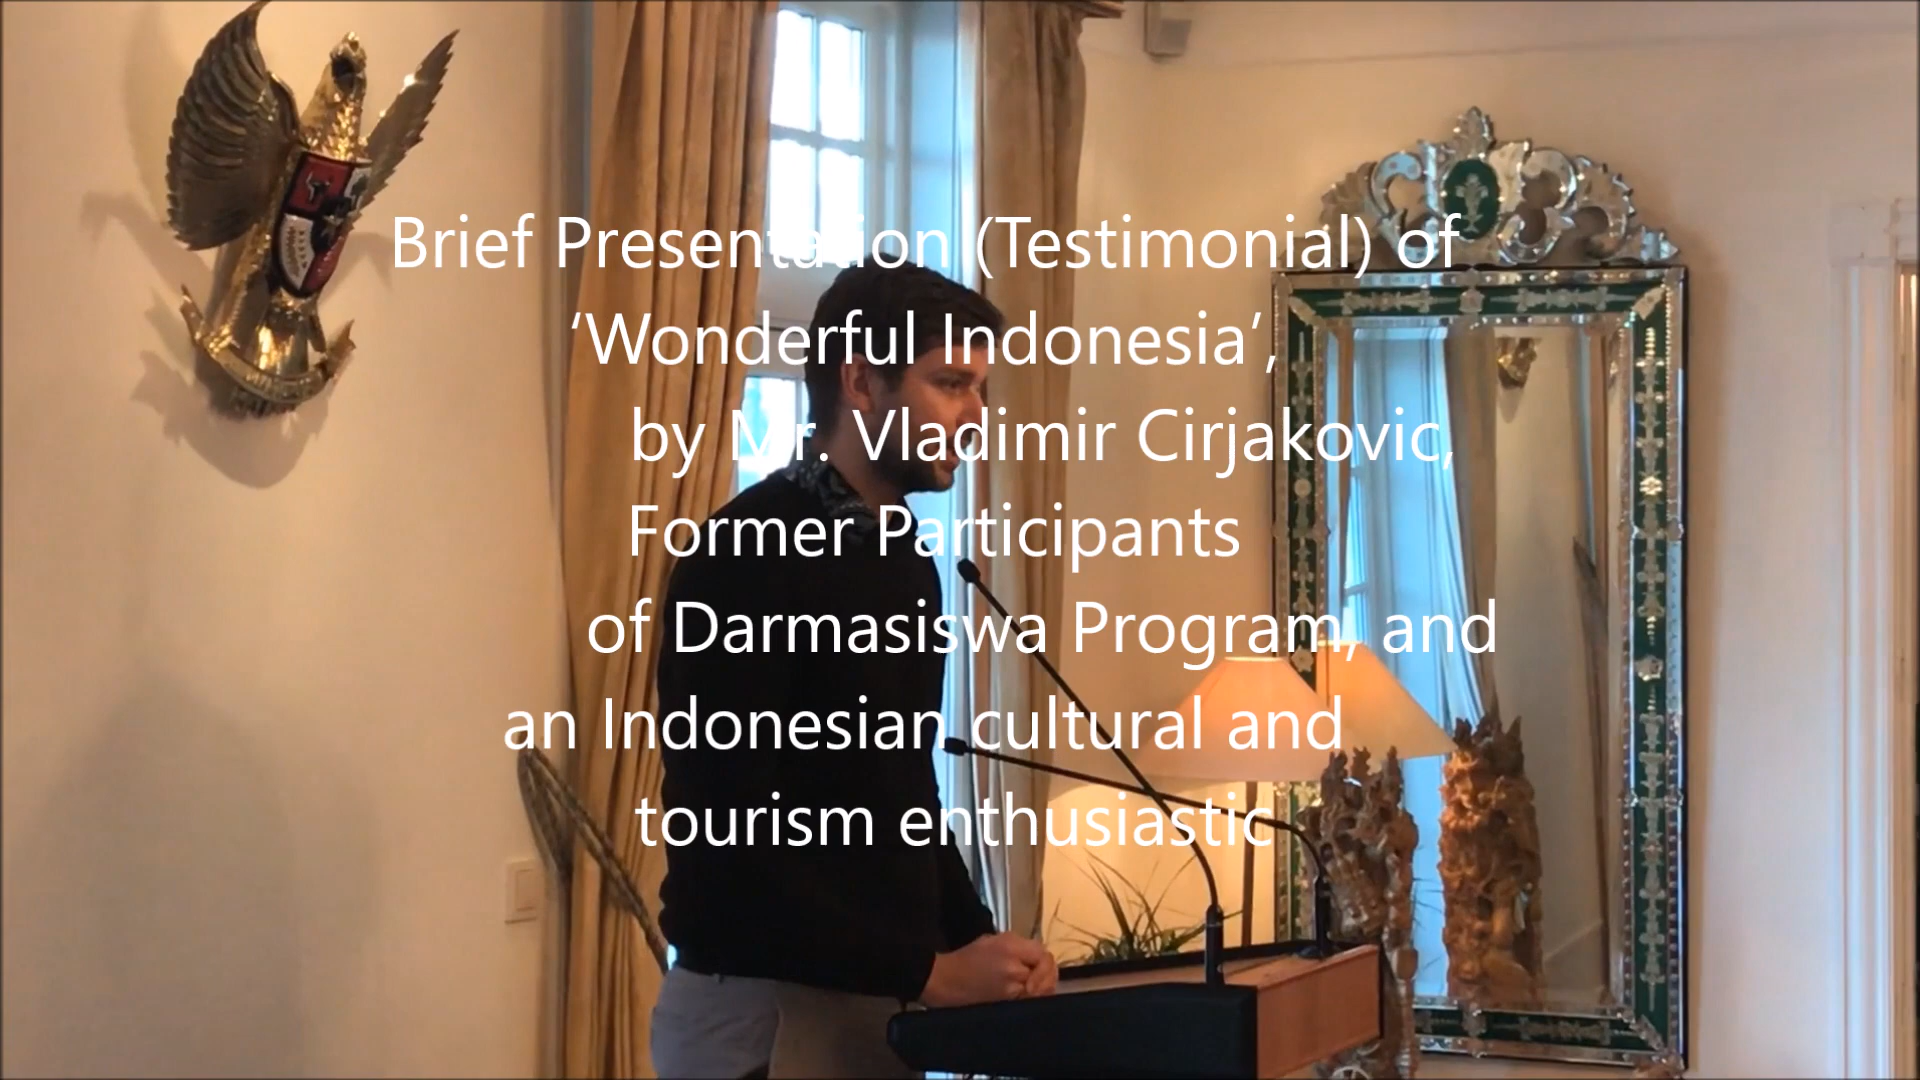 Brief Presentation (Testimonial) of
‘Wonderful Indonesia’,
by Mr. Vladimir Cirjakovic,
Former Participants
of Darmasiswa Program, and
an Indonesian cultural and
tourism enthusiastic